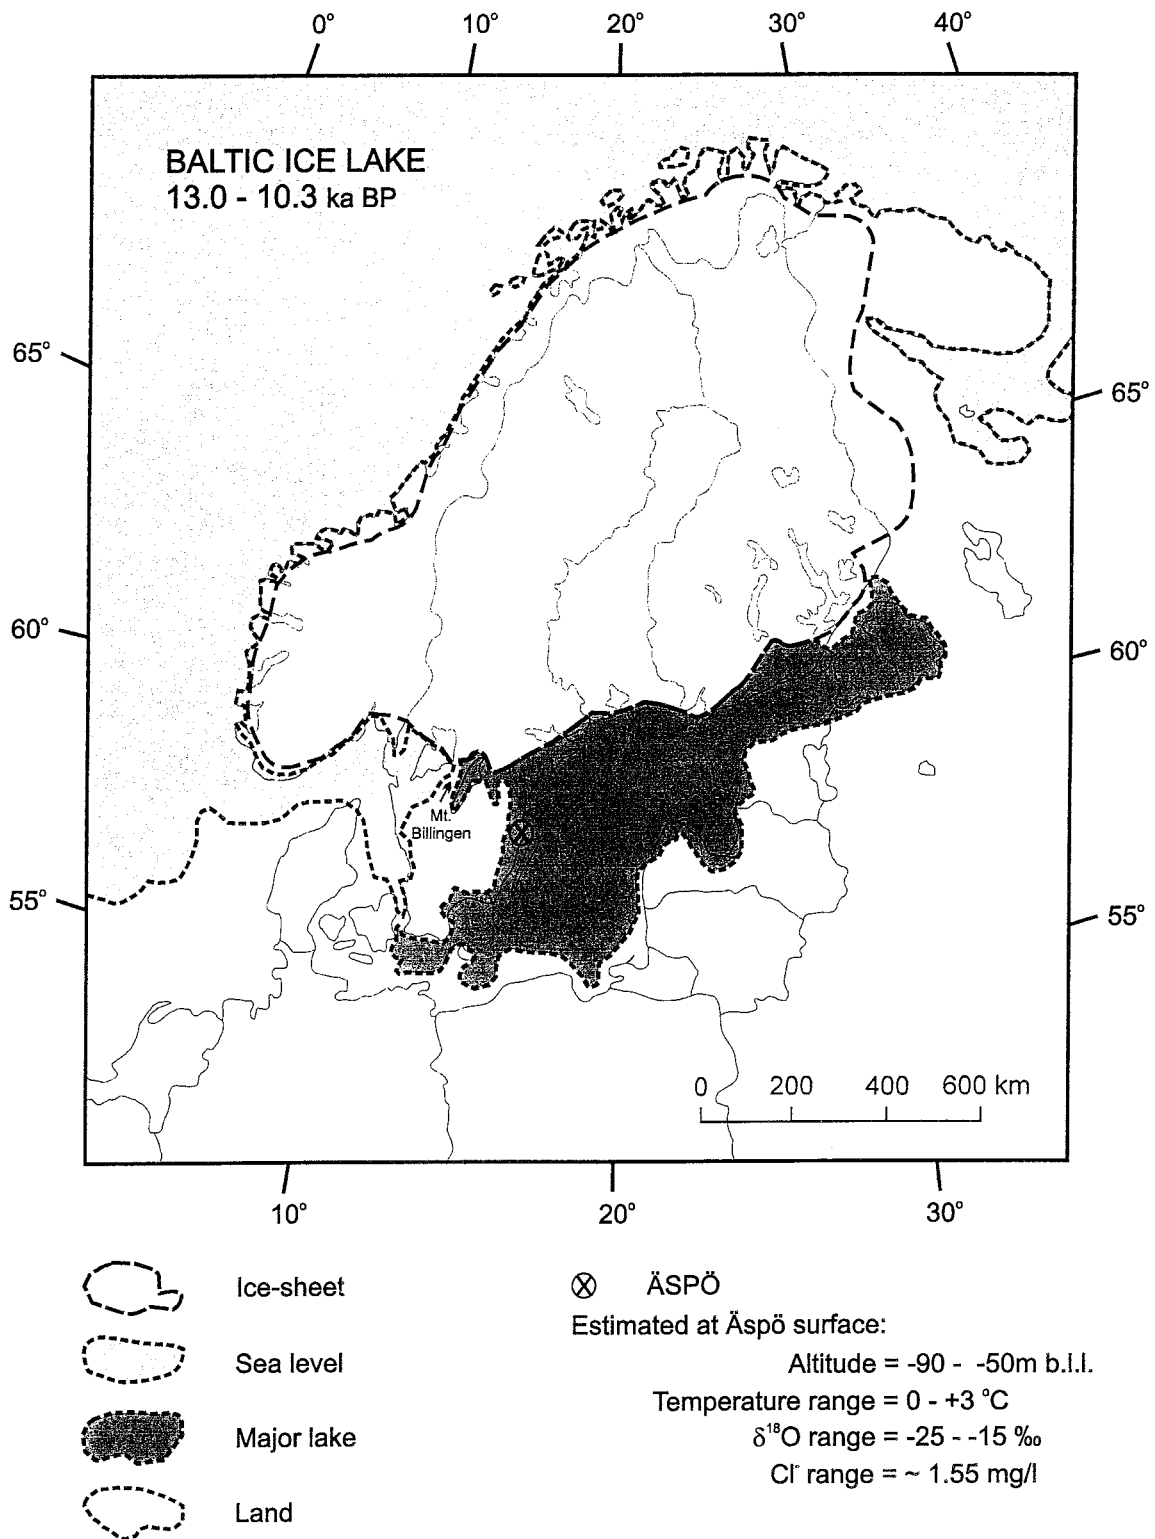 0° 10° 20° 30° 40°
BALTIC ICE LAKE
13.0 - 10.3 ka BP
65°
65°
60°
60°
Mt.
Billingen
55°
55°
0 200 400 600 km
10° 20° 30°
Ice-sheet
Sea level
Major lake
Land
ÄSPÖ
Estimated at Äspö surface:
Altitude = -90 - -50m b.l.l.
Temperature range = 0 - +3 °C
δ¹⁸O range = -25 - -15 ‰
Cl⁻ range = ~ 1.55 mg/l